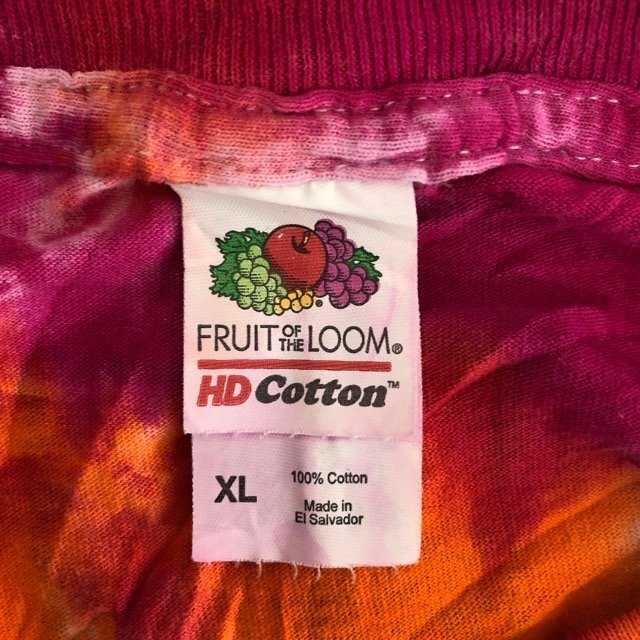 FRUIT OF THE LOOM®
HD Cotton™
XL
100% Cotton
Made in
El Salvador